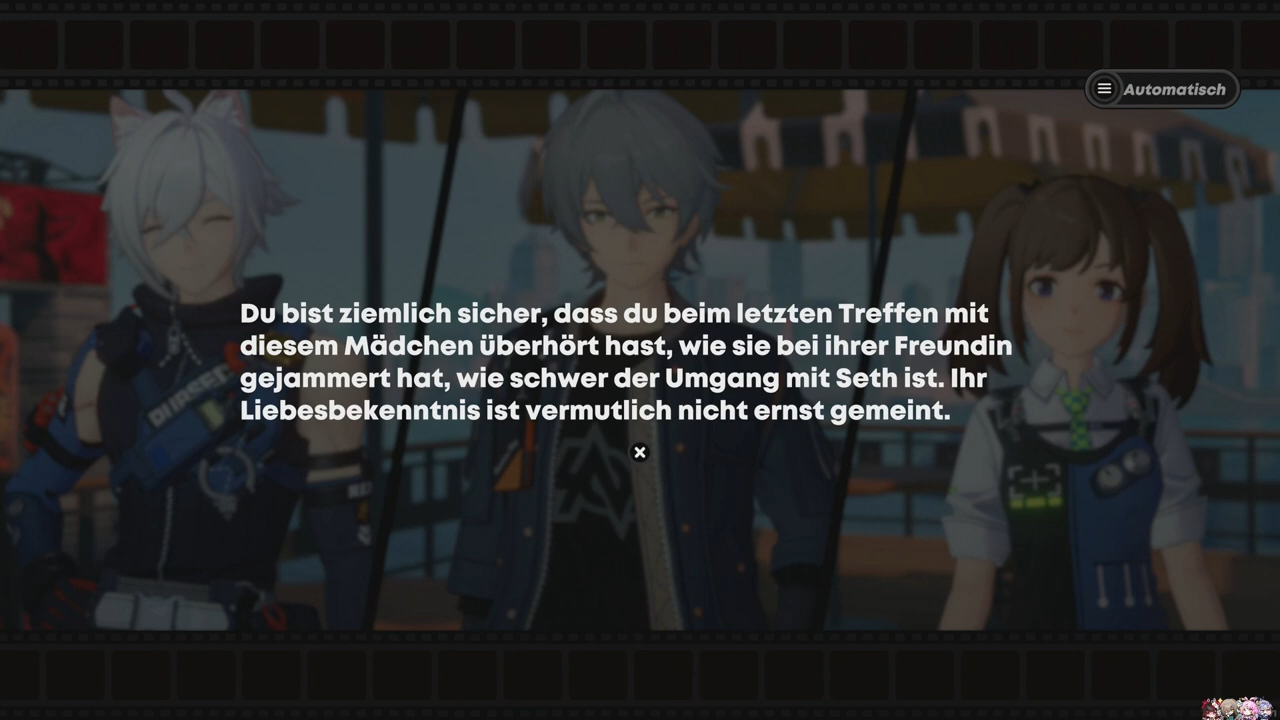 Automatisch
Du bist ziemlich sicher, dass du beim letzten Treffen mit
diesem Mädchen überhört hast, wie sie bei ihrer Freundin
gejammert hat, wie schwer der Umgang mit Seth ist. Ihr
Liebesbekenntnis ist vermutlich nicht ernst gemeint.